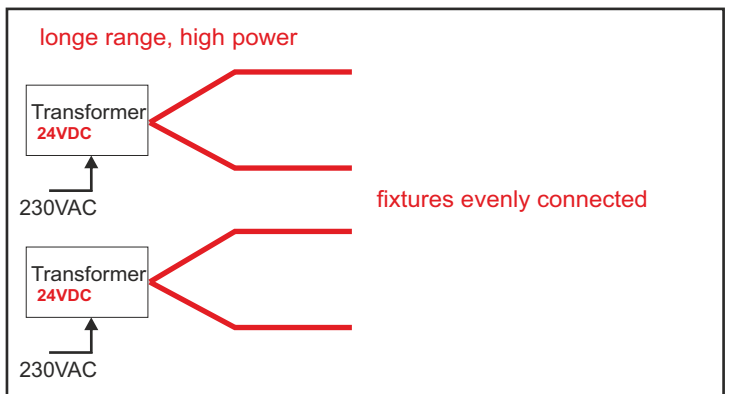 longe range, high power
Transformer
24VDC
230VAC
fixtures evenly connected
Transformer
24VDC
230VAC